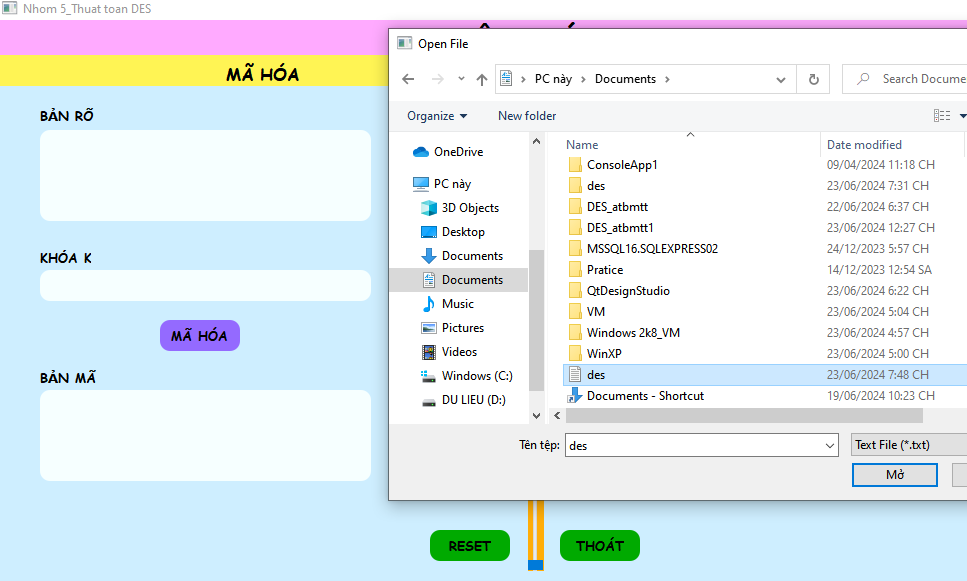 Nhom 5_Thuat toan DES
MÃ HÓA
BẢN RÕ
KHÓA K
MÃ HÓA
BẢN MÃ
RESET
THOÁT
Open File
PC này > Documents >
Search Docume
Organize
New folder
OneDrive
PC này
3D Objects
Desktop
Documents
Documents
Music
Pictures
Videos
Windows (C:)
DU LIEU (D:)
Name Date modified
ConsoleApp1 09/04/2024 11:18 CH
des 23/06/2024 7:31 CH
DES_atbmtt 22/06/2024 6:37 CH
DES_atbmtt1 23/06/2024 12:27 CH
MSSQL16.SQLEXPRESS02 24/12/2023 5:57 CH
Pratice 14/12/2023 12:54 SA
QtDesignStudio 23/06/2024 6:22 CH
VM 23/06/2024 5:04 CH
Windows 2k8_VM 23/06/2024 4:57 CH
WinXP 23/06/2024 5:00 CH
des 23/06/2024 7:48 CH
Documents - Shortcut 19/06/2024 10:23 CH
Tên tệp: des
Text File (*.txt)
Mở